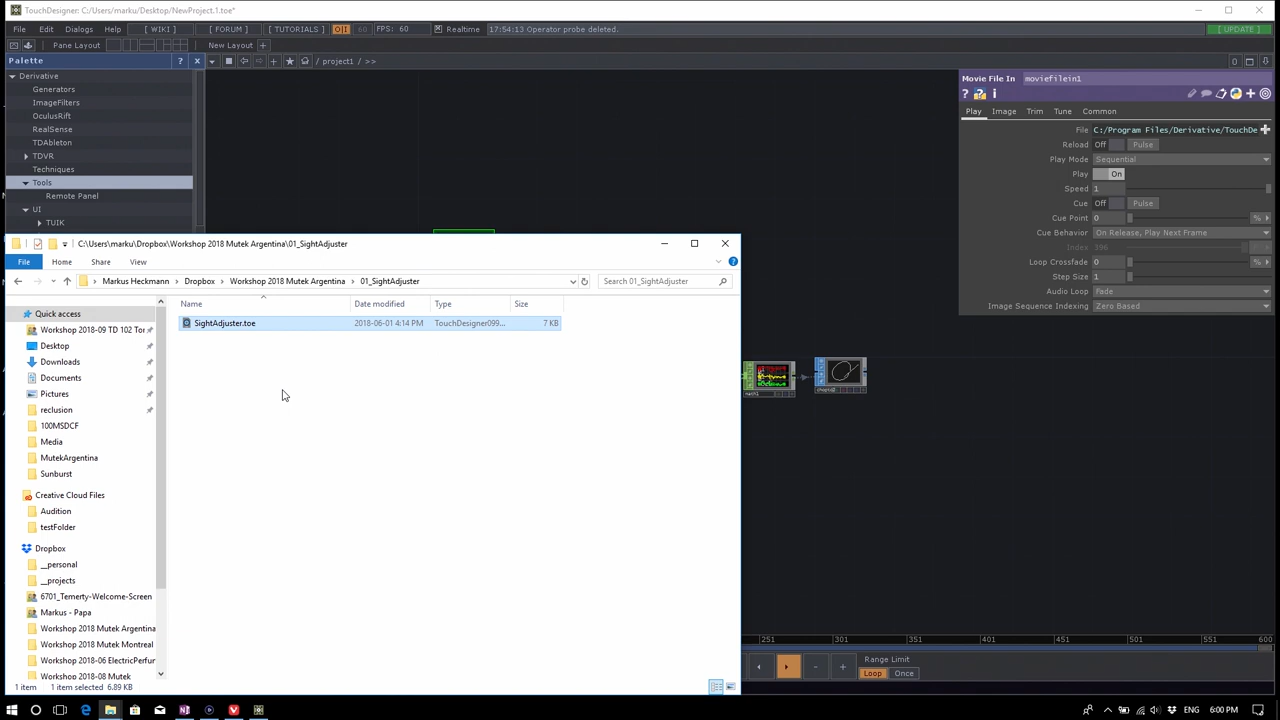 TouchDesigner: C:/Users/marku/Desktop/NewProject.1.toe*
File Edit Dialogs [ WIKI ] [ FORUM ] [ TUTORIALS ] O|I 60 FPS: 60 Realtime 17:54:13 Operator probe deleted. [ UPDATE ]
Pane Layout New Layout +
Palette ? x / project1 / >> 0
Derivative
Generators
ImageFilters
OculusRift
RealSense
TDAbleton
TDVR
Techniques
Tools
Remote Panel
UI
TUIK
Movie File In moviefilein1
? i
Play Image Trim Tune Common
File C:/Program Files/Derivative/TouchDe
Reload Off Pulse
Play Mode Sequential
Play On
Speed 1
Cue Off Pulse
Cue Point 0 %
Cue Behavior On Release, Play Next Frame
Index 396
Loop Crossfade 0 %
Step Size 1
Audio Loop Fade
Image Sequence Indexing Zero Based
C:\Users\marku\Dropbox\Workshop 2018 Mutek Argentina\01_SightAdjuster
File Home Share View
Markus Heckmann Dropbox Workshop 2018 Mutek Argentina 01_SightAdjuster Search 01_SightAdjuster
Name Date modified Type Size
SightAdjuster.toe 2018-06-01 4:14 PM TouchDesigner099... 7 KB
Quick access
Workshop 2018-09 TD 102 Tor
Desktop
Downloads
Documents
Pictures
reclusion
100MSDCF
Media
MutekArgentina
Sunburst
Creative Cloud Files
Audition
testFolder
Dropbox
__personal
__projects
6701_Temerty-Welcome-Screen
Markus - Papa
Workshop 2018 Mutek Argentina
Workshop 2018 Mutek Montreal
Workshop 2018-06 ElectricPerfur
Workshop 2018-08 Mutek
1 item 1 item selected 6.89 KB
math1
251 301 351 401 451 501 551 600
- + Range Limit
Loop Once
ENG 6:00 PM